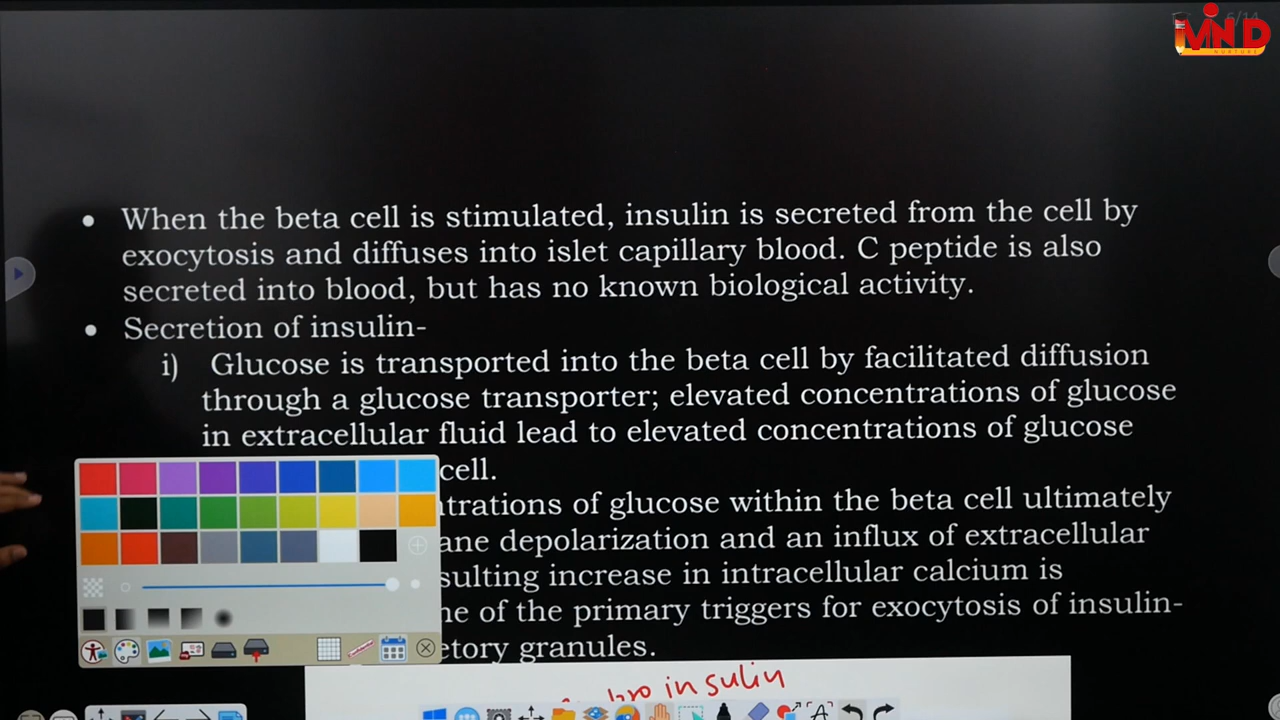 MIND
NURTURE
6/14
When the beta cell is stimulated, insulin is secreted from the cell by
exocytosis and diffuses into islet capillary blood. C peptide is also
secreted into blood, but has no known biological activity.
Secretion of insulin-
i) Glucose is transported into the beta cell by facilitated diffusion
through a glucose transporter; elevated concentrations of glucose
in extracellular fluid lead to elevated concentrations of glucose
cell.
ntrations of glucose within the beta cell ultimately
ane depolarization and an influx of extracellular
sulting increase in intracellular calcium is
ne of the primary triggers for exocytosis of insulin-
etory granules.
insulin